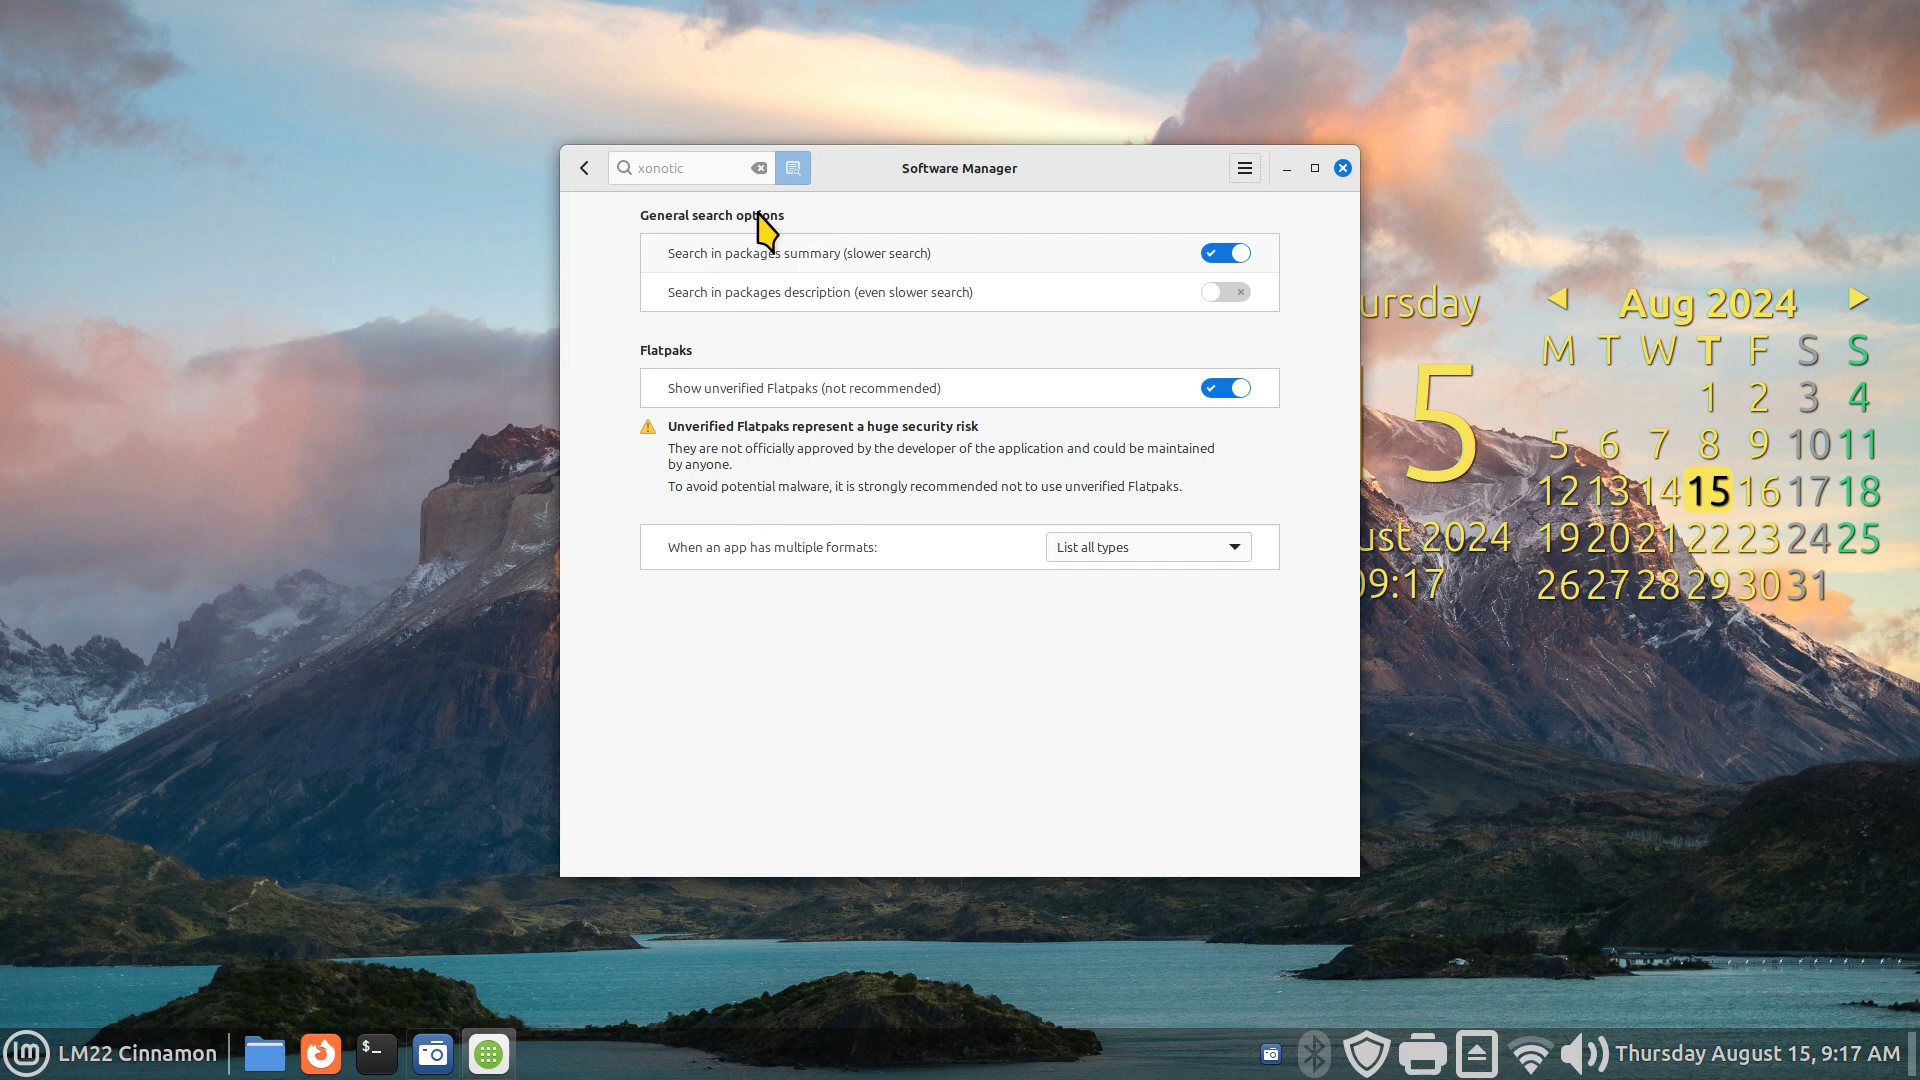 xonotic
Software Manager
General search options
Search in packages summary (slower search)
Search in packages description (even slower search)
Flatpaks
Show unverified Flatpaks (not recommended)
Unverified Flatpaks represent a huge security risk
They are not officially approved by the developer of the application and could be maintained
by anyone.
To avoid potential malware, it is strongly recommended not to use unverified Flatpaks.
When an app has multiple formats:
List all types
ursday
5
ust 2024
09:17
Aug 2024
M T W T F S S
1 2 3 4
5 6 7 8 9 10 11
12 13 14 15 16 17 18
19 20 21 22 23 24 25
26 27 28 29 30 31
$_
LM22 Cinnamon
Thursday August 15, 9:17 AM